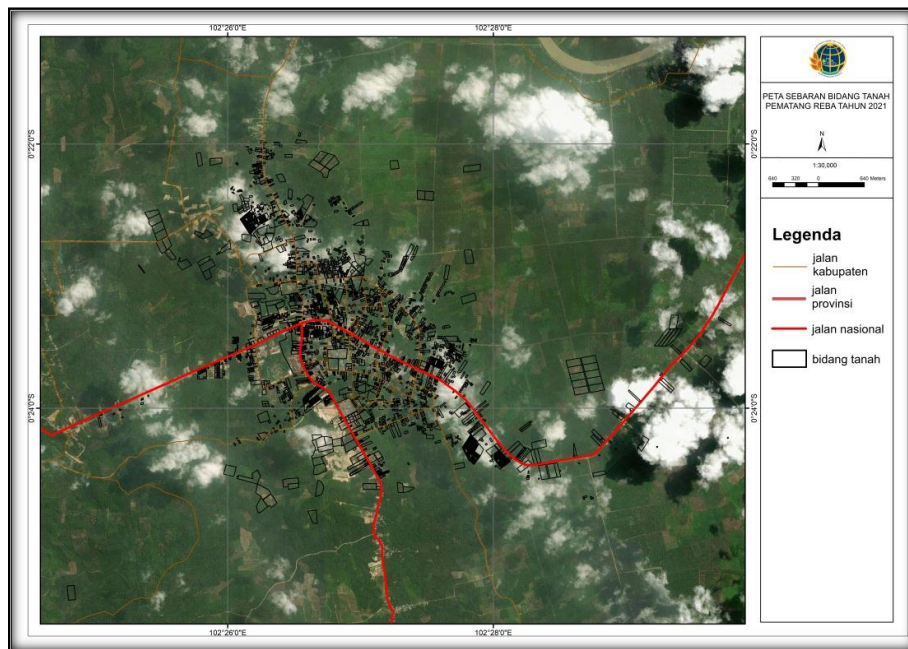 102°26'0"E
102°28'0"E
0°22'0"S
0°22'0"S
0°24'0"S
0°24'0"S
102°26'0"E
102°28'0"E
PETA SEBARAN BIDANG TANAH
PEMATANG REBA TAHUN 2021
N
1:30,000
640 320 0 640 Meters
Legenda
jalan
kabupaten
jalan
provinsi
jalan nasional
bidang tanah